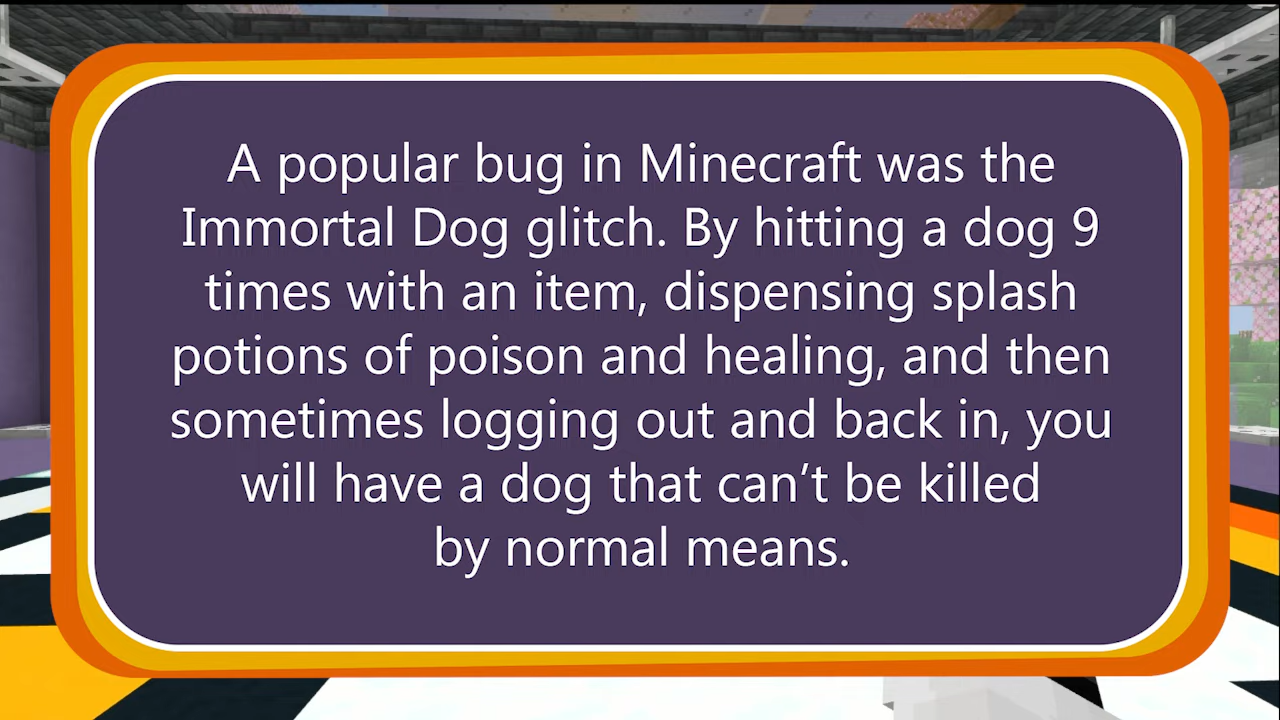 A popular bug in Minecraft was the
Immortal Dog glitch. By hitting a dog 9
times with an item, dispensing splash
potions of poison and healing, and then
sometimes logging out and back in, you
will have a dog that can’t be killed
by normal means.